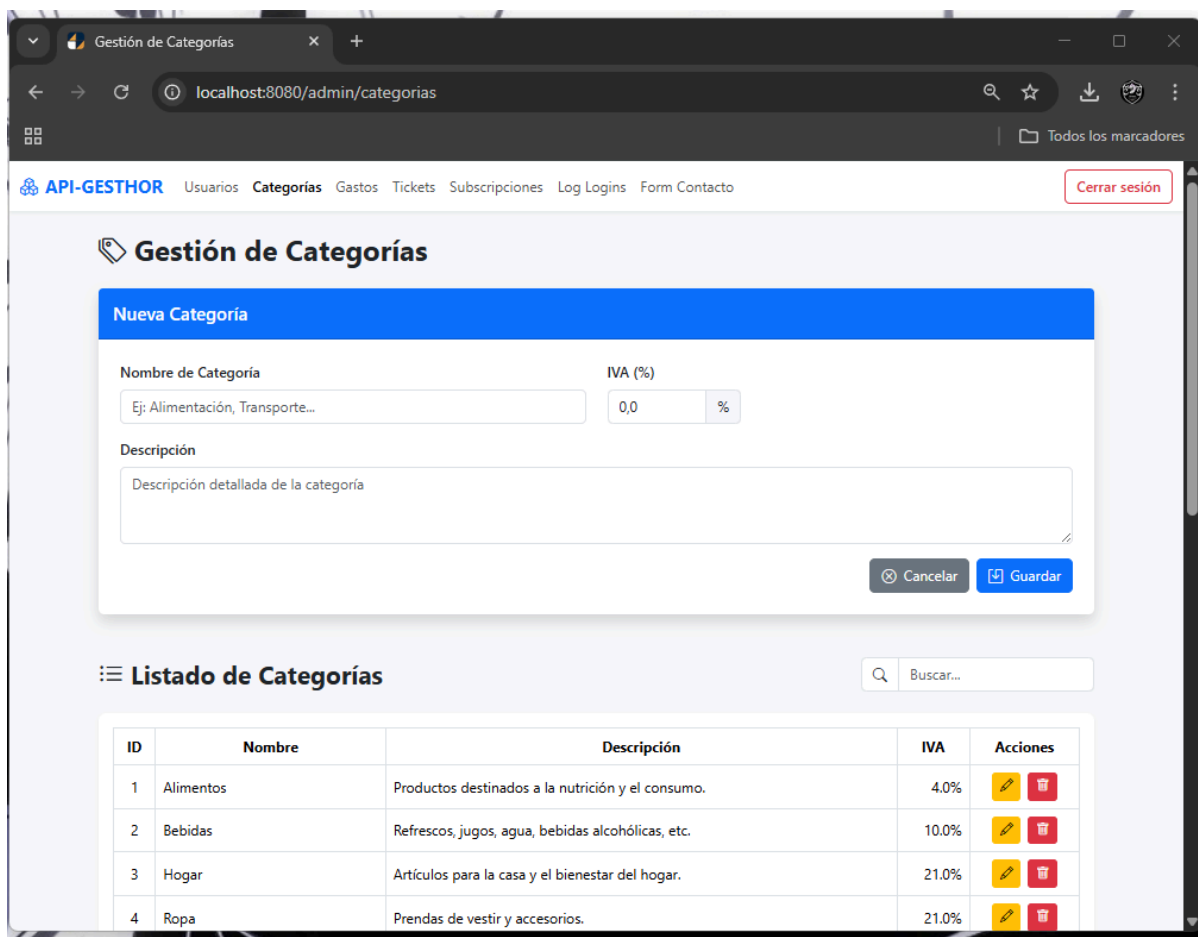 Gestión de Categorías
localhost:8080/admin/categorias
Todos los marcadores
API-GESTHOR Usuarios Categorías Gastos Tickets Subscripciones Log Logins Form Contacto Cerrar sesión
Gestión de Categorías
Nueva Categoría
Nombre de Categoría IVA (%)
Ej: Alimentación, Transporte... 0,0 %
Descripción
Descripción detallada de la categoría
Cancelar Guardar
Listado de Categorías Buscar...
ID Nombre Descripción IVA Acciones
1 Alimentos Productos destinados a la nutrición y el consumo. 4.0%
2 Bebidas Refrescos, jugos, agua, bebidas alcohólicas, etc. 10.0%
3 Hogar Artículos para la casa y el bienestar del hogar. 21.0%
4 Ropa Prendas de vestir y accesorios. 21.0%